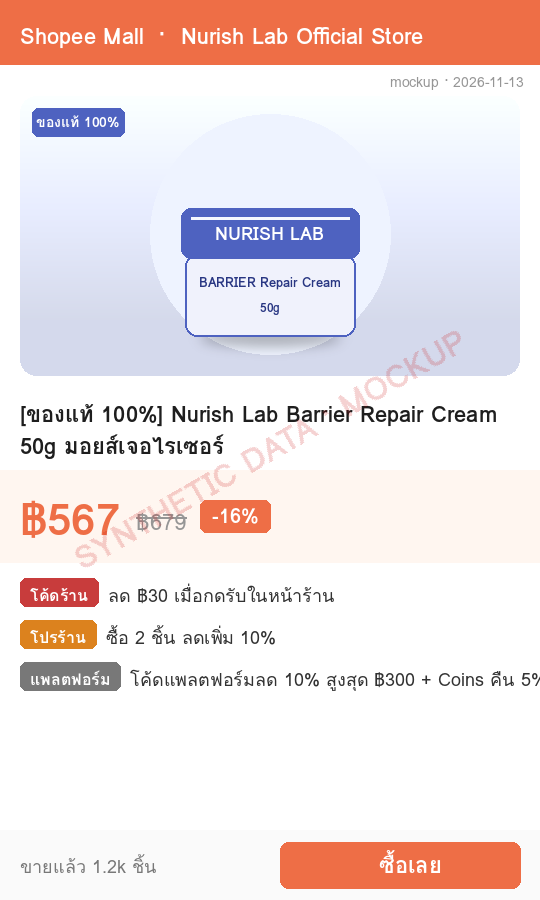 Shopee Mall · Nurish Lab Official Store
mockup · 2026-11-13
ของแท้ 100%
NURISH LAB
BARRIER Repair Cream
50g
SYNTHETIC DATA MOCKUP
[ของแท้ 100%] Nurish Lab Barrier Repair Cream
50g มอยส์เจอไรเซอร์
฿567 ฿679 -16%
โค้ดร้าน ลด ฿30 เมื่อกดรับในหน้าร้าน
โปรร้าน ซื้อ 2 ชิ้น ลดเพิ่ม 10%
แพลตฟอร์ม โค้ดแพลตฟอร์มลด 10% สูงสุด ฿300 + Coins คืน 5%
ขายแล้ว 1.2k ชิ้น ซื้อเลย